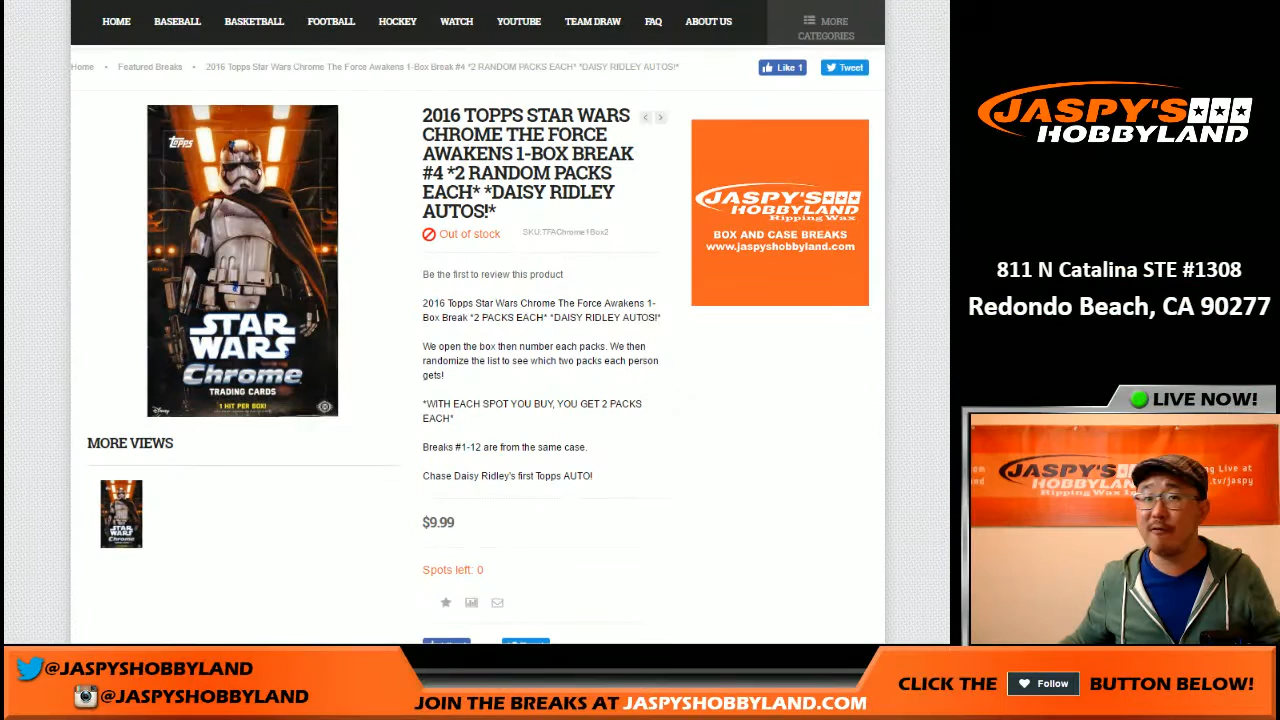 HOME BASEBALL BASKETBALL FOOTBALL HOCKEY WATCH YOUTUBE TEAM DRAW FAQ ABOUT US MORE CATEGORIES
Home • Featured Breaks • 2016 Topps Star Wars Chrome The Force Awakens 1-Box Break #4 *2 RANDOM PACKS EACH* *DAISY RIDLEY AUTOS!*
Like 1 Tweet
Topps
STAR
WARS
Chrome
TRADING CARDS
1 HIT PER BOX!
Disney
MORE VIEWS
2016 TOPPS STAR WARS
CHROME THE FORCE
AWAKENS 1-BOX BREAK
#4 *2 RANDOM PACKS
EACH* *DAISY RIDLEY
AUTOS!*
Out of stock SKU:TFAChrome1Box2
Be the first to review this product
2016 Topps Star Wars Chrome The Force Awakens 1-
Box Break *2 PACKS EACH* *DAISY RIDLEY AUTOS!*
We open the box then number each packs. We then
randomize the list to see which two packs each person
gets!
*WITH EACH SPOT YOU BUY, YOU GET 2 PACKS
EACH*
Breaks #1-12 are from the same case.
Chase Daisy Ridley's first Topps AUTO!
$9.99
Spots left: 0
JASPY'S
HOBBYLAND
Ripping Wax
BOX AND CASE BREAKS
www.jaspyshobbyland.com
JASPY'S
HOBBYLAND
811 N Catalina STE #1308
Redondo Beach, CA 90277
LIVE NOW!
JASPY'S
HOBBYLAND
@JASPYSHOBBYLAND
@JASPYSHOBBYLAND
JOIN THE BREAKS AT JASPYSHOBBYLAND.COM
CLICK THE Follow BUTTON BELOW!